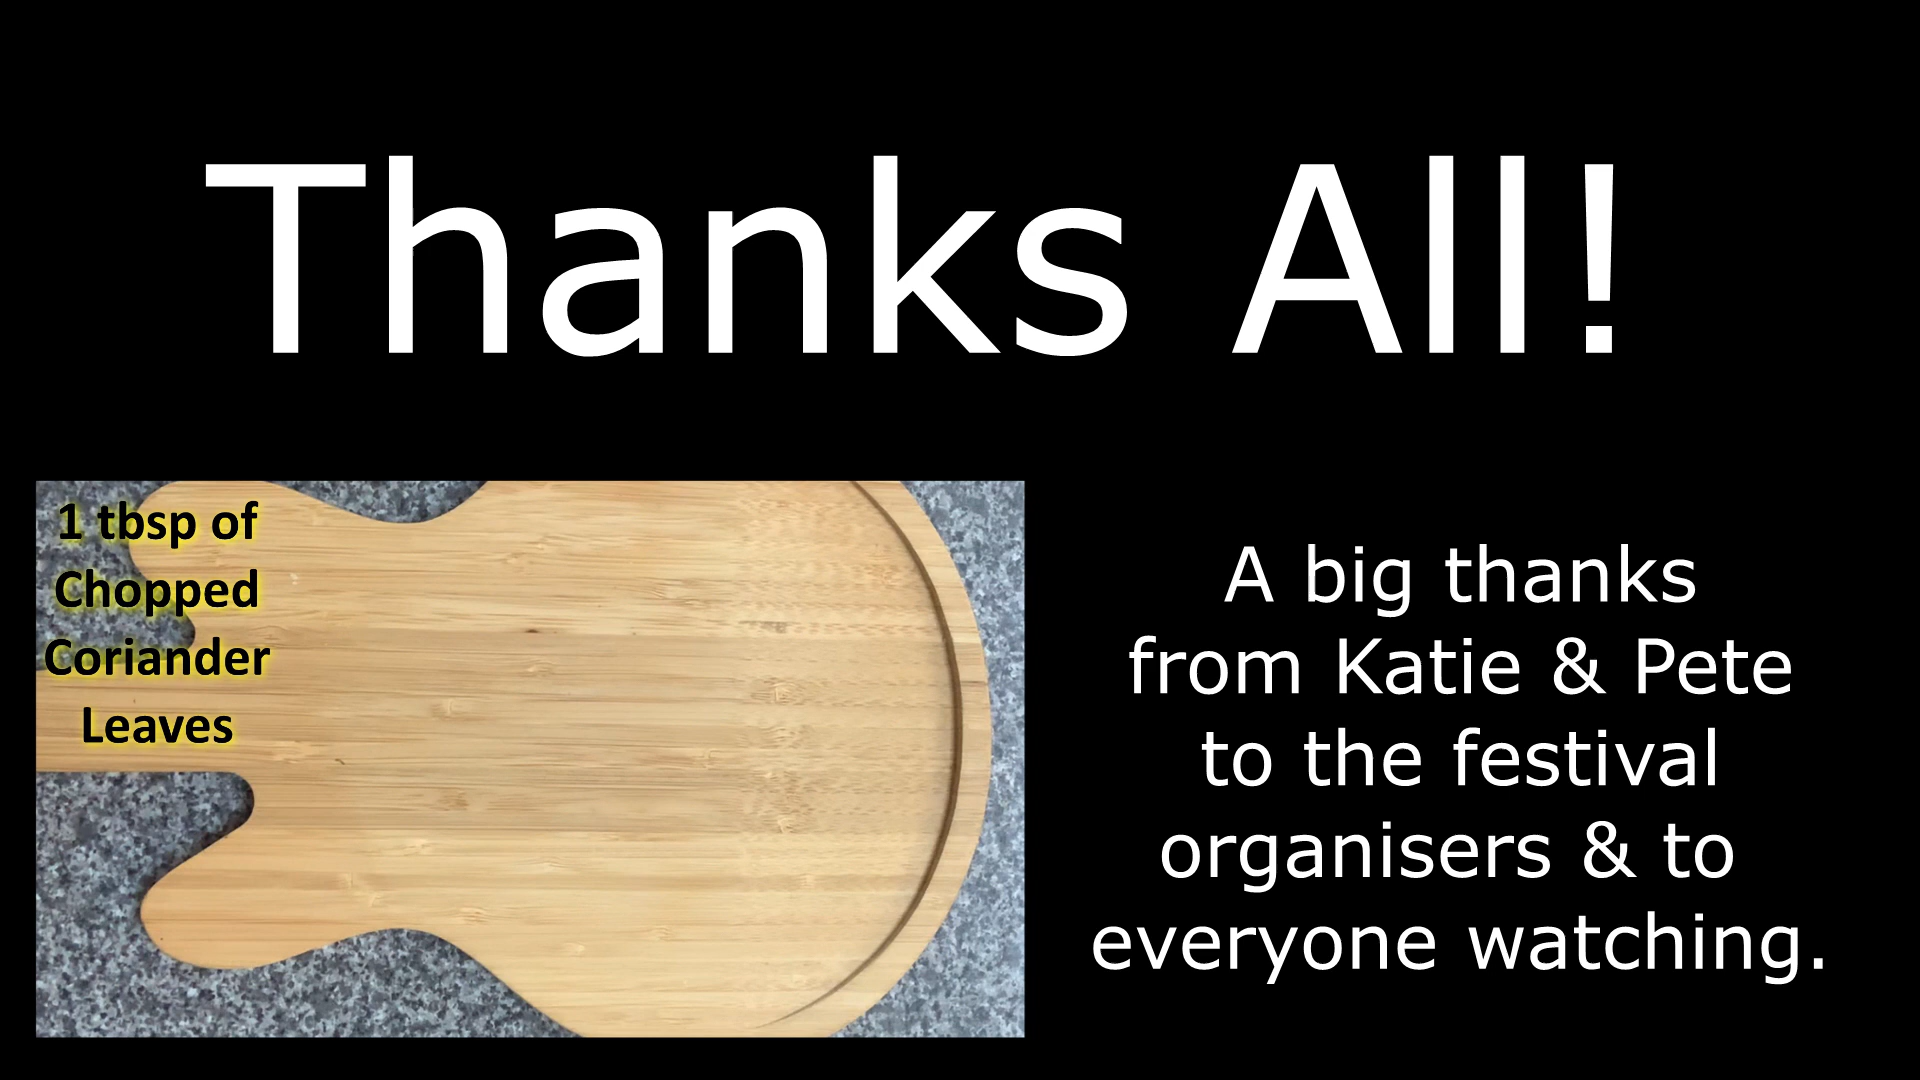 Thanks All!
1 tbsp of
Chopped
Coriander
Leaves
A big thanks
from Katie & Pete
to the festival
organisers & to
everyone watching.